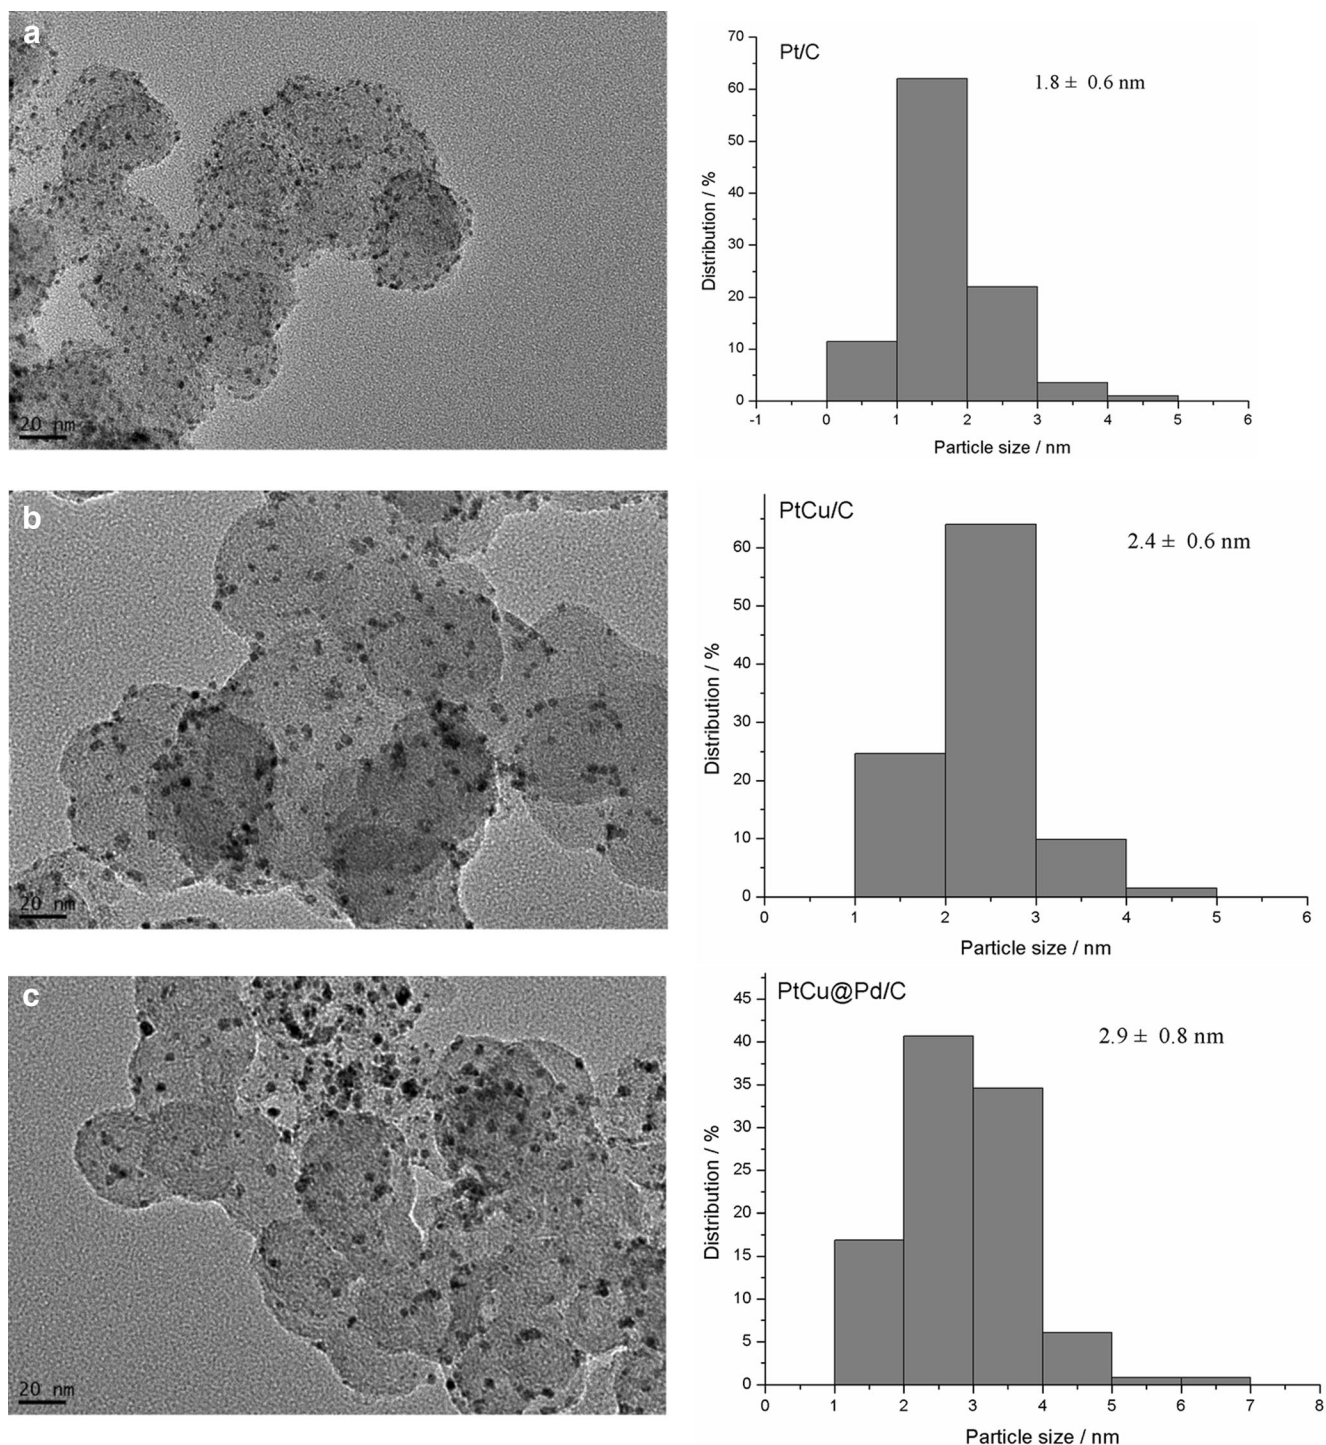 a
20 nm
Pt/C
1.8 ± 0.6 nm
70
60
50
40
30
20
10
0
Distribution / %
-1 0 1 2 3 4 5 6
Particle size / nm
b
20 nm
PtCu/C
2.4 ± 0.6 nm
60
50
40
30
20
10
0
Distribution / %
0 1 2 3 4 5 6
Particle size / nm
c
20 nm
PtCu@Pd/C
2.9 ± 0.8 nm
45
40
35
30
25
20
15
10
5
0
Distribution / %
0 1 2 3 4 5 6 7 8
Particle size / nm